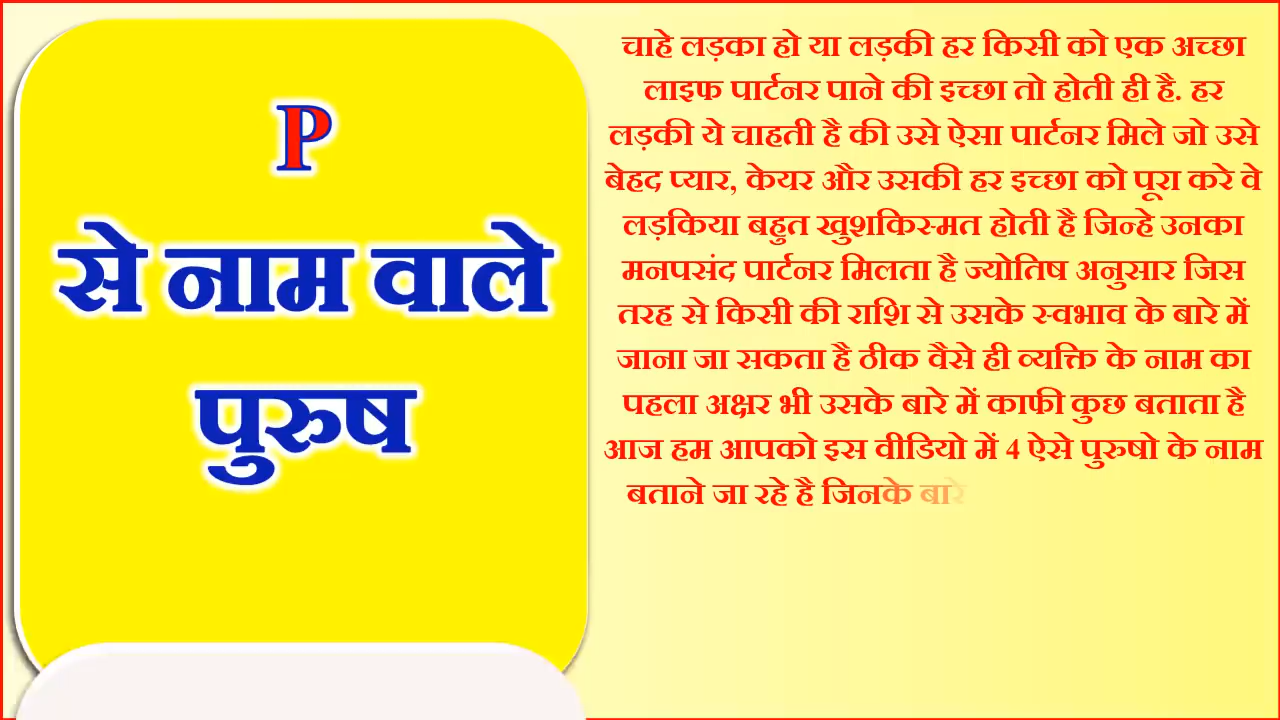 P
से नाम वाले
पुरुष
चाहे लड़का हो या लड़की हर किसी को एक अच्छा
लाइफ पार्टनर पाने की इच्छा तो होती ही है. हर
लड़की ये चाहती है की उसे ऐसा पार्टनर मिले जो उसे
बेहद प्यार, केयर और उसकी हर इच्छा को पूरा करे वे
लड़किया बहुत खुशकिस्मत होती है जिन्हे उनका
मनपसंद पार्टनर मिलता है ज्योतिष अनुसार जिस
तरह से किसी की राशि से उसके स्वभाव के बारे में
जाना जा सकता है ठीक वैसे ही व्यक्ति के नाम का
पहला अक्षर भी उसके बारे में काफी कुछ बताता है
आज हम आपको इस वीडियो में 4 ऐसे पुरुषो के नाम
बताने जा रहे है जिनके बारे